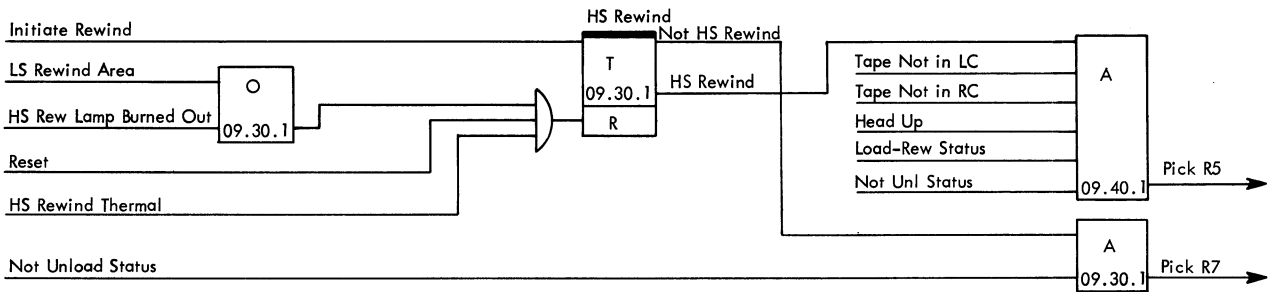 Initiate Rewind
LS Rewind Area
HS Rew Lamp Burned Out
Reset
HS Rewind Thermal
Not Unload Status
O
09.30.1
HS Rewind
T
09.30.1
R
Not HS Rewind
HS Rewind
Tape Not in LC
Tape Not in RC
Head Up
Load-Rew Status
Not Unl Status
A
09.40.1
Pick R5
A
09.30.1
Pick R7